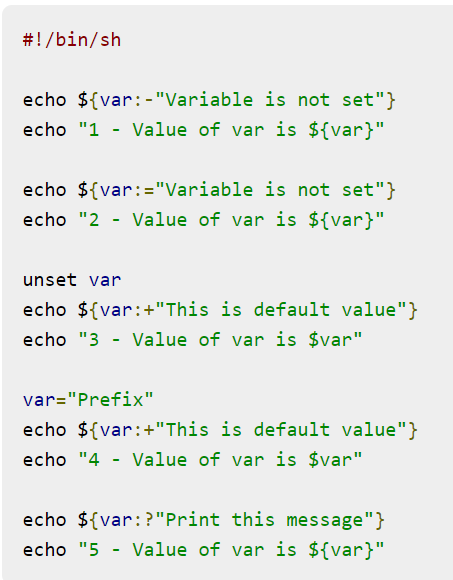 #!/bin/sh
echo ${var:-"Variable is not set"}
echo "1 - Value of var is ${var}"
echo ${var:="Variable is not set"}
echo "2 - Value of var is ${var}"
unset var
echo ${var:+"This is default value"}
echo "3 - Value of var is $var"
var="Prefix"
echo ${var:+"This is default value"}
echo "4 - Value of var is $var"
echo ${var:?"Print this message"}
echo "5 - Value of var is ${var}"